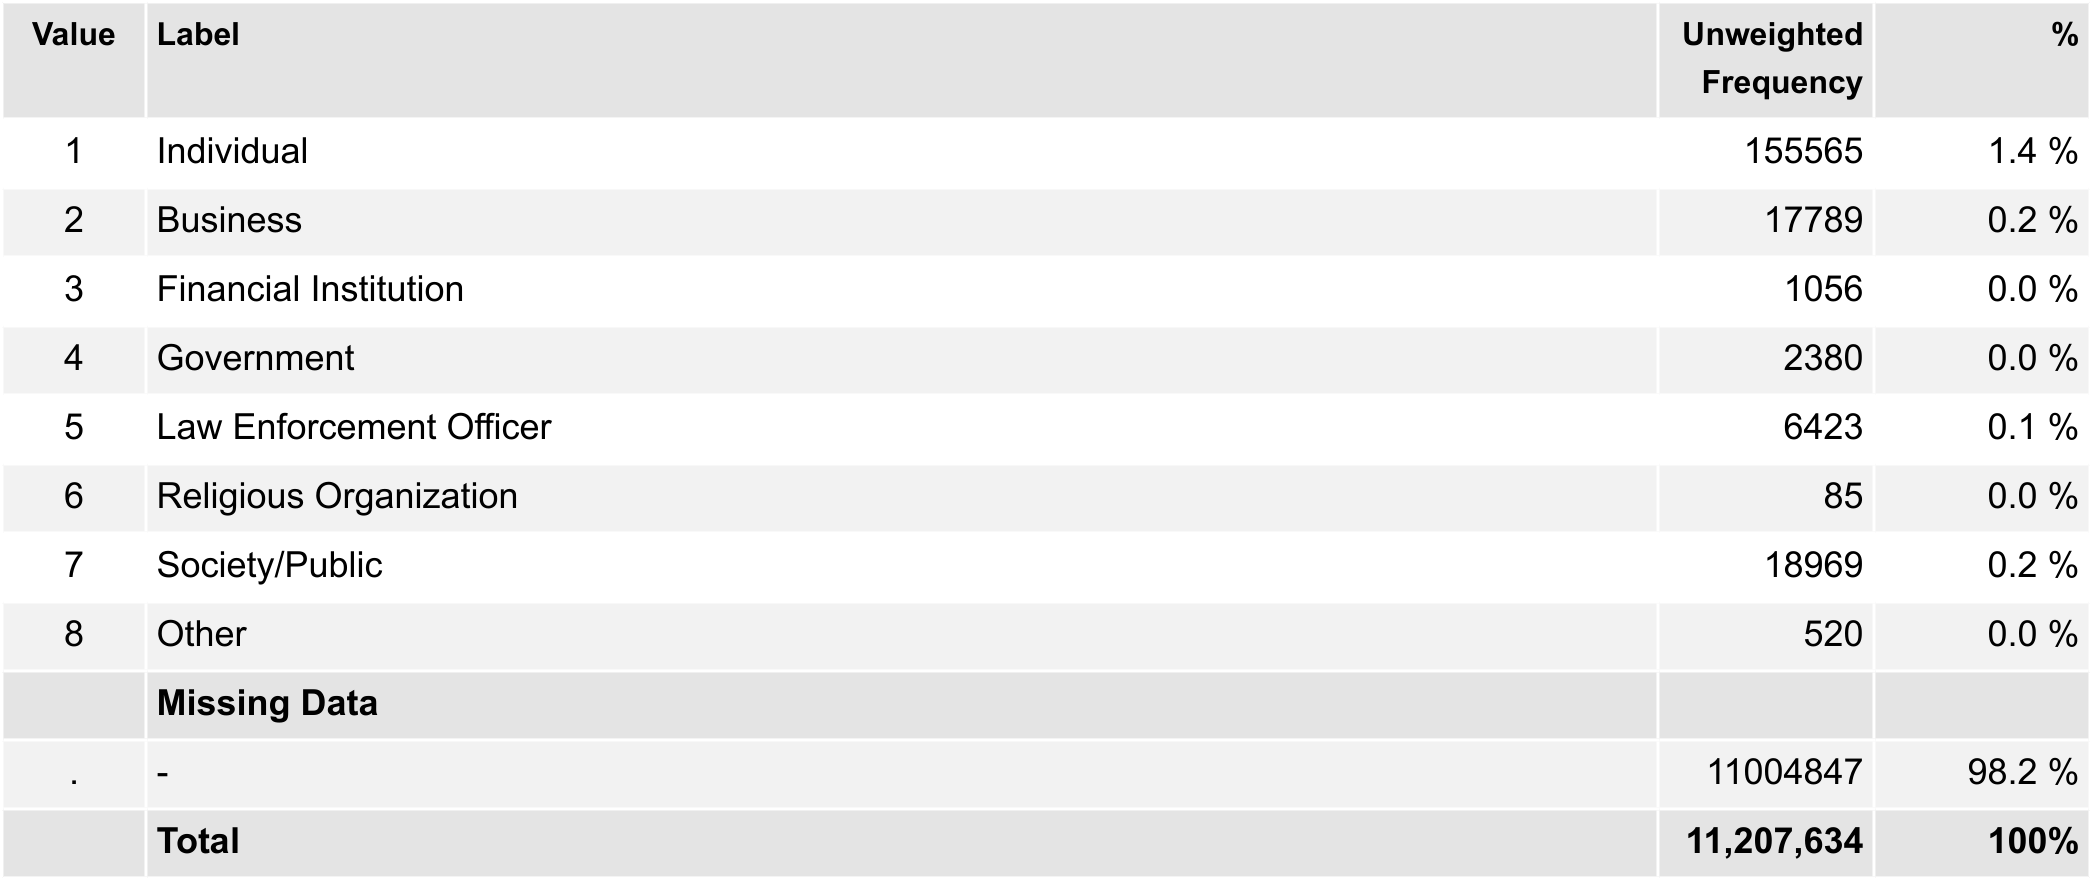 Value Label Unweighted Frequency %
1 Individual 155565 1.4 %
2 Business 17789 0.2 %
3 Financial Institution 1056 0.0 %
4 Government 2380 0.0 %
5 Law Enforcement Officer 6423 0.1 %
6 Religious Organization 85 0.0 %
7 Society/Public 18969 0.2 %
8 Other 520 0.0 %
Missing Data
. - 11004847 98.2 %
Total 11,207,634 100%